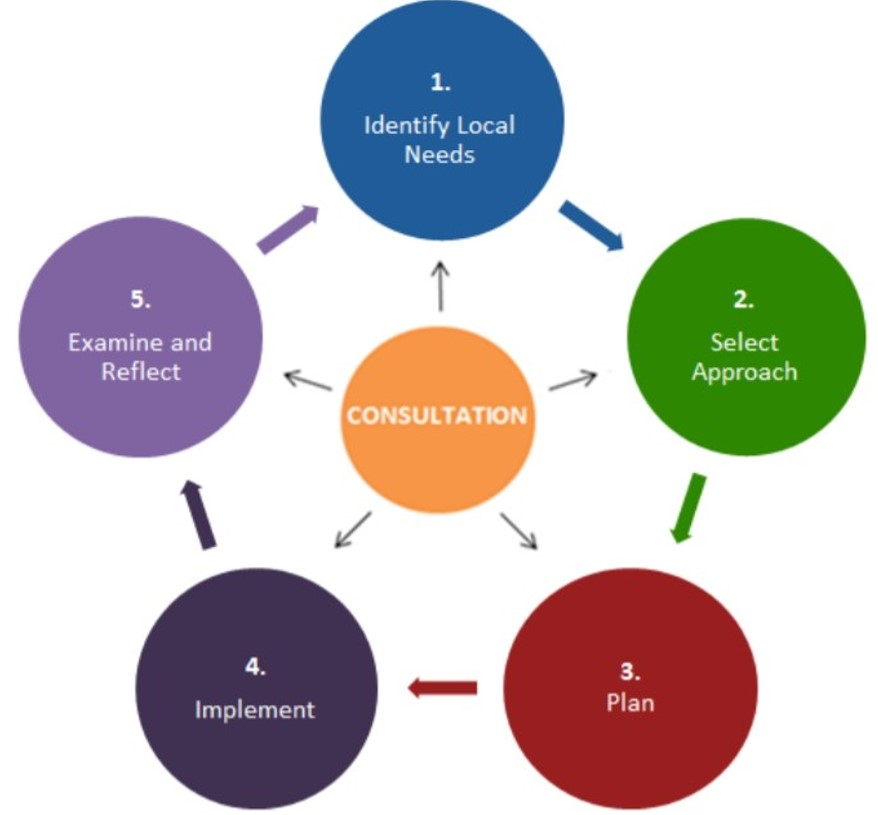 1.
Identify Local
Needs
2.
Select
Approach
3.
Plan
4.
Implement
5.
Examine and
Reflect
CONSULTATION